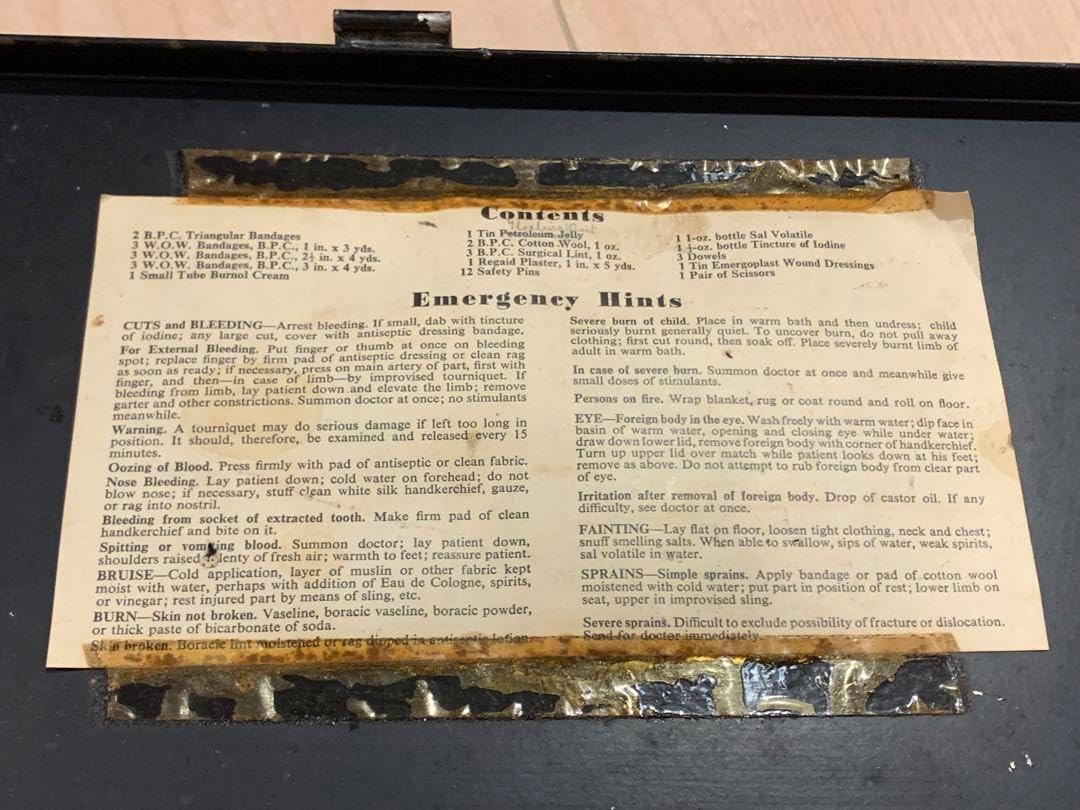 Contents
2 B.P.C. Triangular Bandages
3 W.O.W. Bandages, B.P.C., 1 in. x 3 yds.
3 W.O.W. Bandages, B.P.C., 2½ in. x 4 yds.
3 W.O.W. Bandages, B.P.C., 3 in. x 4 yds.
1 Small Tube Burnol Cream
1 Tin Petroleum Jelly
2 B.P.C. Cotton Wool, 1 oz.
3 B.P.C. Surgical Lint, 1 oz.
1 Regaid Plaster, 1 in. x 5 yds.
12 Safety Pins
1 1-oz. bottle Sal Volatile
1 ½-oz. bottle Tincture of Iodine
3 Dowels
1 Tin Emergoplast Wound Dressings
1 Pair of Scissors
Emergency Hints
CUTS and BLEEDING—Arrest bleeding. If small, dab with tincture
of iodine; any large cut, cover with antiseptic dressing bandage.
For External Bleeding. Put finger or thumb at once on bleeding
spot; replace finger by firm pad of antiseptic dressing or clean rag
as soon as ready; if necessary, press on main artery of part, first with
finger, and then—in case of limb—by improvised tourniquet. If
bleeding from limb, lay patient down and elevate the limb; remove
garter and other constrictions. Summon doctor at once; no stimulants
meanwhile.
Warning. A tourniquet may do serious damage if left too long in
position. It should, therefore, be examined and released every 15
minutes.
Oozing of Blood. Press firmly with pad of antiseptic or clean fabric.
Nose Bleeding. Lay patient down; cold water on forehead; do not
blow nose; if necessary, stuff clean white silk handkerchief, gauze,
or rag into nostril.
Bleeding from socket of extracted tooth. Make firm pad of clean
handkerchief and bite on it.
Spitting or vomiting blood. Summon doctor; lay patient down,
shoulders raised; plenty of fresh air; warmth to feet; reassure patient.
BRUISE—Cold application, layer of muslin or other fabric kept
moist with water, perhaps with addition of Eau de Cologne, spirits,
or vinegar; rest injured part by means of sling, etc.
BURN—Skin not broken. Vaseline, boracic vaseline, boracic powder,
or thick paste of bicarbonate of soda.
Skin broken. Boracic lint moistened or rag dipped in antiseptic lotion.
Severe burn of child. Place in warm bath and then undress; child
seriously burnt generally quiet. To uncover burn, do not pull away
clothing; first cut round, then soak off. Place severely burnt limb of
adult in warm bath.
In case of severe burn. Summon doctor at once and meanwhile give
small doses of stimulants.
Persons on fire. Wrap blanket, rug or coat round and roll on floor.
EYE—Foreign body in the eye. Wash freely with warm water; dip face in
basin of warm water, opening and closing eye while under water;
draw down lower lid, remove foreign body with corner of handkerchief.
Turn up upper lid over match while patient looks down at his feet;
remove as above. Do not attempt to rub foreign body from clear part
of eye.
Irritation after removal of foreign body. Drop of castor oil. If any
difficulty, see doctor at once.
FAINTING—Lay flat on floor, loosen tight clothing, neck and chest;
snuff smelling salts. When able to swallow, sips of water, weak spirits,
sal volatile in water.
SPRAINS—Simple sprains. Apply bandage or pad of cotton wool
moistened with cold water; put part in position of rest; lower limb on
seat, upper in improvised sling.
Severe sprains. Difficult to exclude possibility of fracture or dislocation.
Send for doctor immediately.